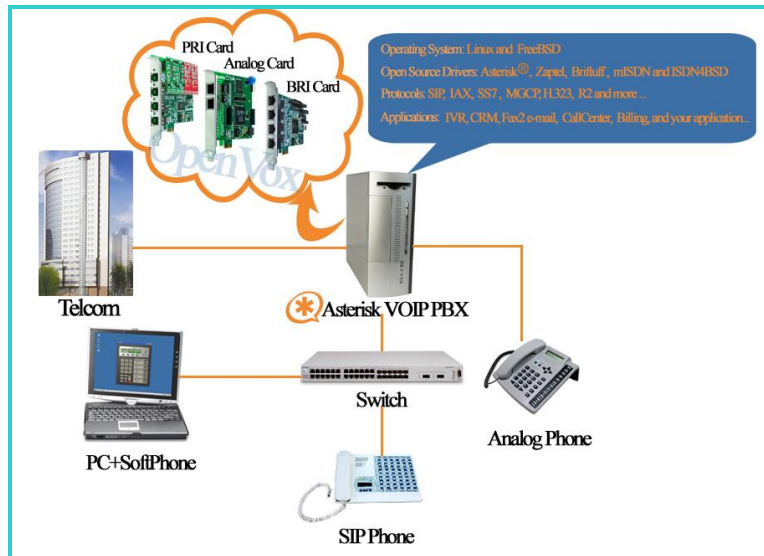 PRI Card
Analog Card
BRI Card
OpenVox
Operating System: Linux and FreeBSD
Open Source Drivers: Asterisk®, Zaptel, Bristuff, mISDN and ISDN4BSD
Protocols: SIP, IAX, SS7, MGCP, H.323, R2 and more ...
Applications: IVR, CRM, Fax2 e-mail, CallCenter, Billing, and your application...
Telcom
Asterisk VOIP PBX
Switch
PC+SoftPhone
Analog Phone
SIP Phone